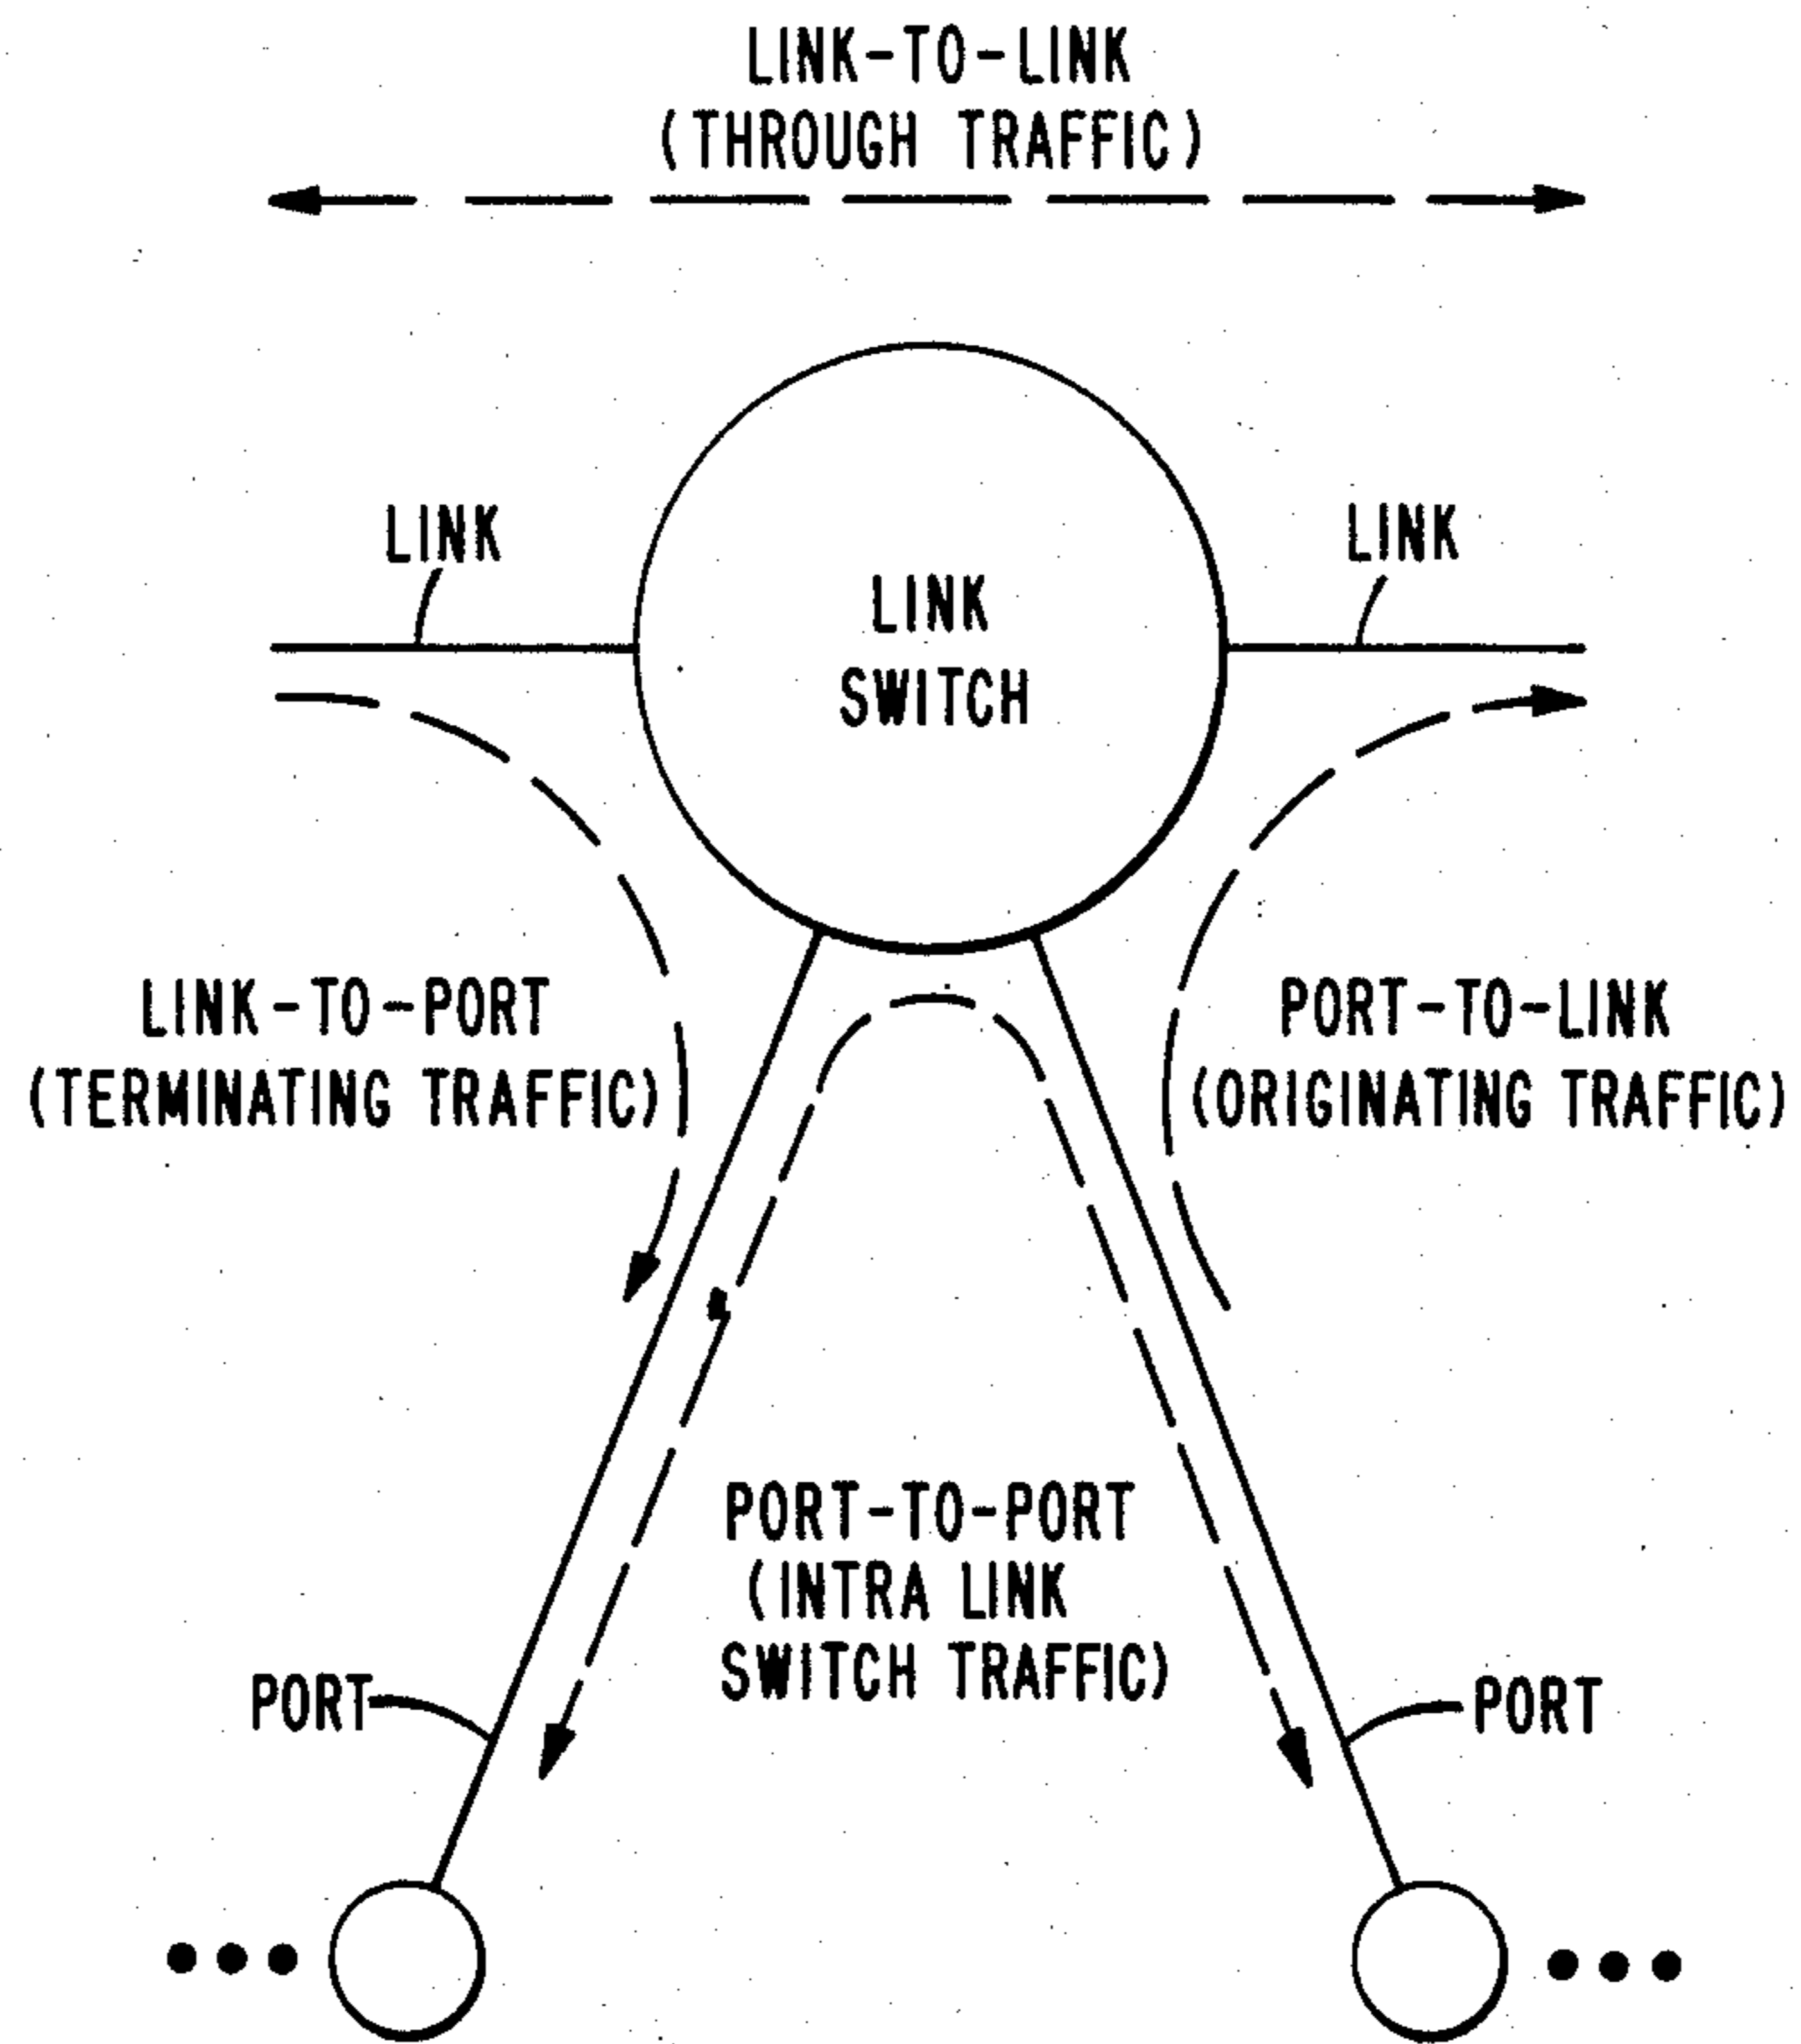 LINK-TO-LINK
(THROUGH TRAFFIC)
LINK
LINK
LINK
SWITCH
LINK-TO-PORT
(TERMINATING TRAFFIC)
PORT-TO-LINK
(ORIGINATING TRAFFIC)
PORT-TO-PORT
(INTRA LINK
SWITCH TRAFFIC)
PORT
PORT